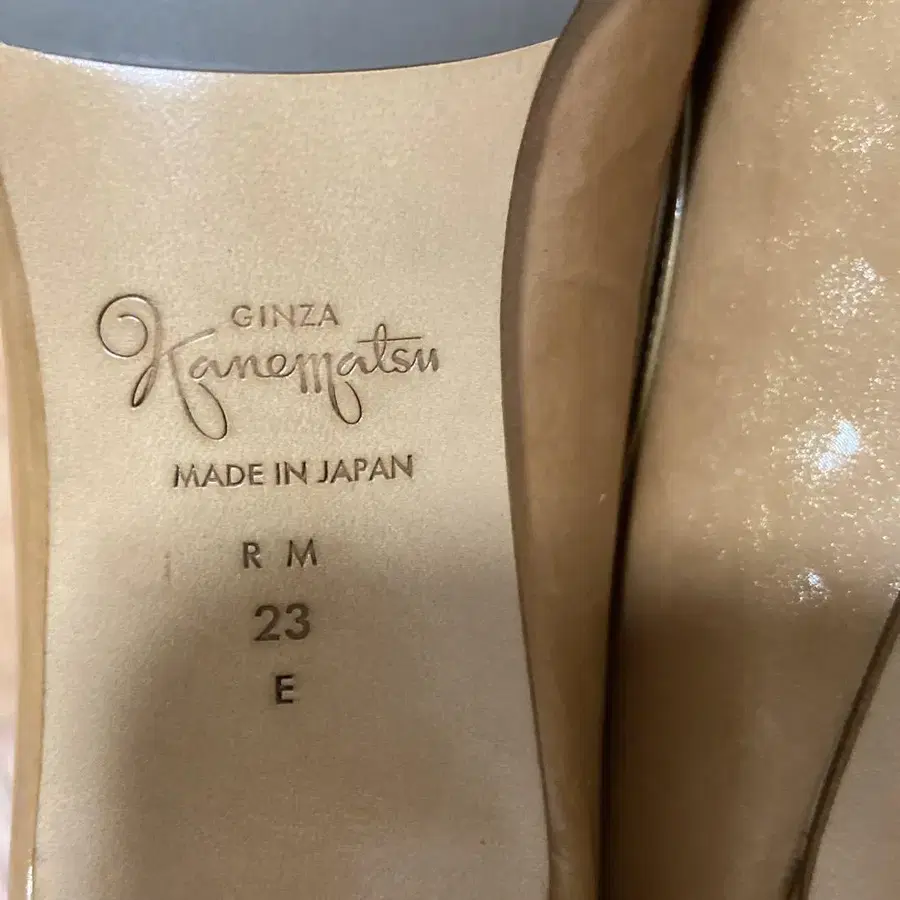 GINZA
Kanematsu
MADE IN JAPAN
R M
23
E